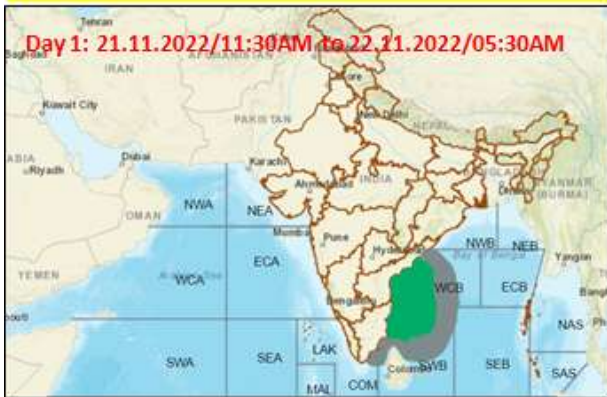 Day 1: 21.11.2022/11:30AM to 22.11.2022/05:30AM
Tehran
Baghdad
AFGHANISTAN
IRAN
Kuwait City
PAKISTAN
New Delhi
NEPAL
Riyadh
Dubai
Karachi
Ahmedabad
INDIA
MYANMAR
(BURMA)
OMAN
NWA
NEA
Mumbai
Pune
Hyderabad
NWB
NEB
Bay of Bengal
Yangon
YEMEN
ECA
WCA
WCB
ECB
NAS
SWA
SEA
LAK
SWB
SEB
SAS
MAL
COM